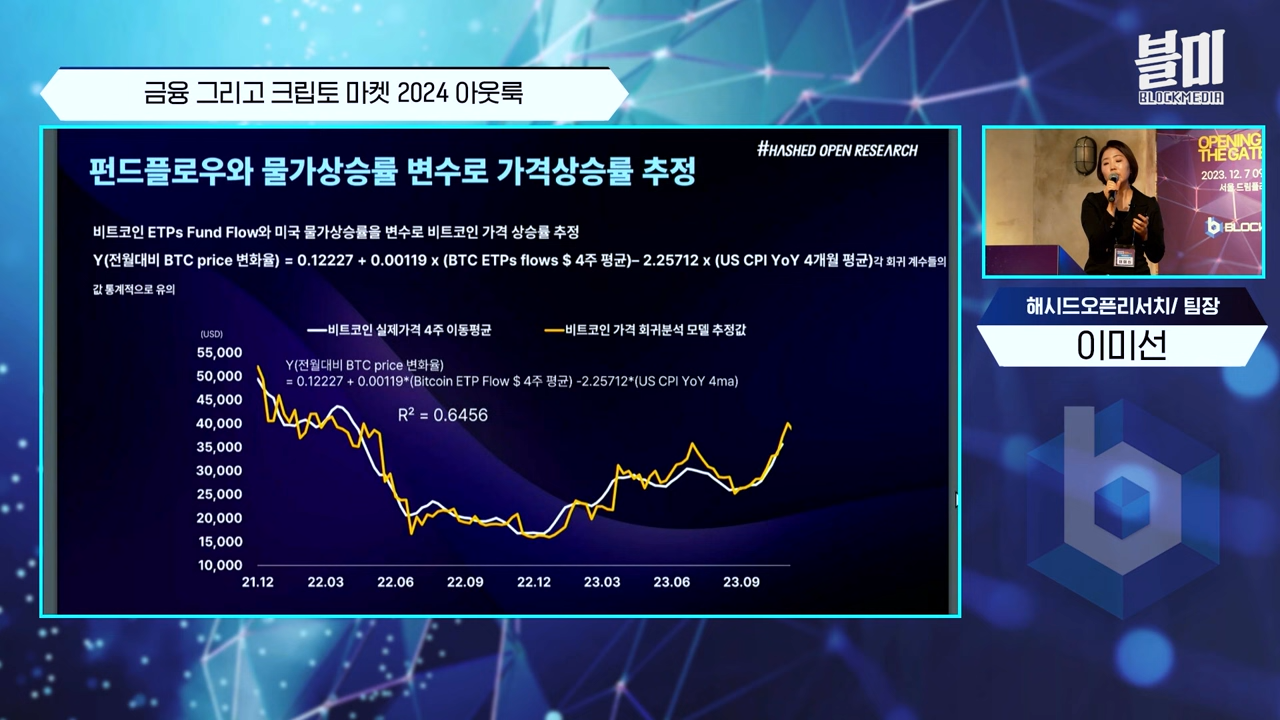 블미
BLOCKMEDIA
금융 그리고 크립토 마켓 2024 아웃룩
#HASHED OPEN RESEARCH
펀드플로우와 물가상승률 변수로 가격상승률 추정
비트코인 ETPs Fund Flow와 미국 물가상승률을 변수로 비트코인 가격 상승률 추정
Y(전월대비 BTC price 변화율) = 0.12227 + 0.00119 x (BTC ETPs flows $ 4주 평균)– 2.25712 x (US CPI YoY 4개월 평균)각 회귀 계수들의
값 통계적으로 유의
(USD)
비트코인 실제가격 4주 이동평균
비트코인 가격 회귀분석 모델 추정값
Y(전월대비 BTC price 변화율)
= 0.12227 + 0.00119*(Bitcoin ETP Flow $ 4주 평균) -2.25712*(US CPI YoY 4ma)
R² = 0.6456
55,000
50,000
45,000
40,000
35,000
30,000
25,000
20,000
15,000
10,000
21.12 22.03 22.06 22.09 22.12 23.03 23.06 23.09
OPENING
THE GATE
2023. 12. 7 09
서울 드림플
BLOCK
해시드오픈리서치/ 팀장
이미선